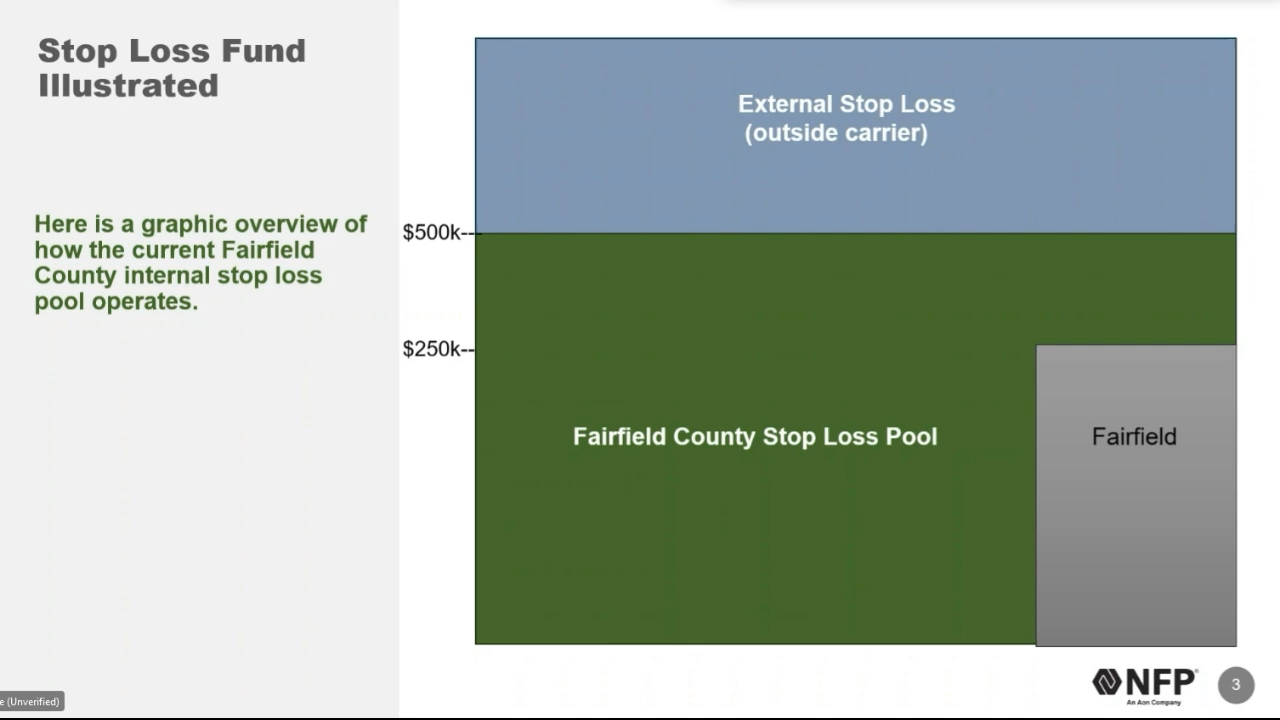 Stop Loss Fund
Illustrated
Here is a graphic overview of
how the current Fairfield
County internal stop loss
pool operates.
External Stop Loss
(outside carrier)
$500k--
$250k--
Fairfield County Stop Loss Pool
Fairfield
NFP
An Aon Company
3
e (Unverified)